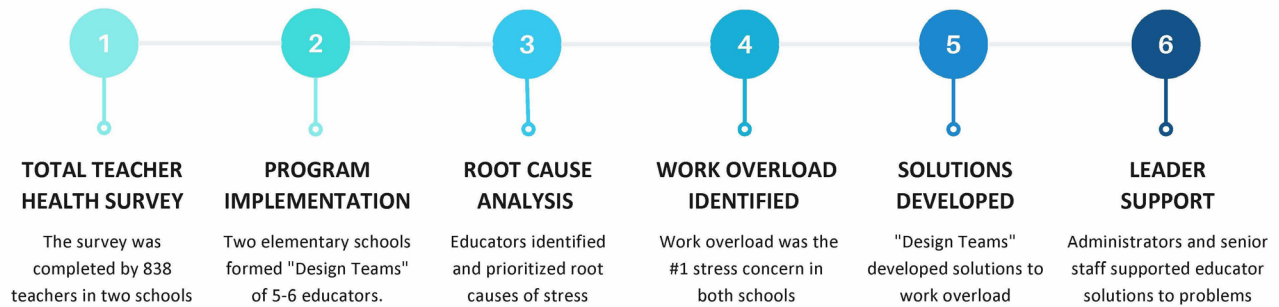 1
2
3
4
5
6
TOTAL TEACHER
HEALTH SURVEY
The survey was
completed by 838
teachers in two schools
PROGRAM
IMPLEMENTATION
Two elementary schools
formed "Design Teams"
of 5-6 educators.
ROOT CAUSE
ANALYSIS
Educators identified
and prioritized root
causes of stress
WORK OVERLOAD
IDENTIFIED
Work overload was the
#1 stress concern in
both schools
SOLUTIONS
DEVELOPED
"Design Teams"
developed solutions to
work overload
LEADER
SUPPORT
Administrators and senior
staff supported educator
solutions to problems